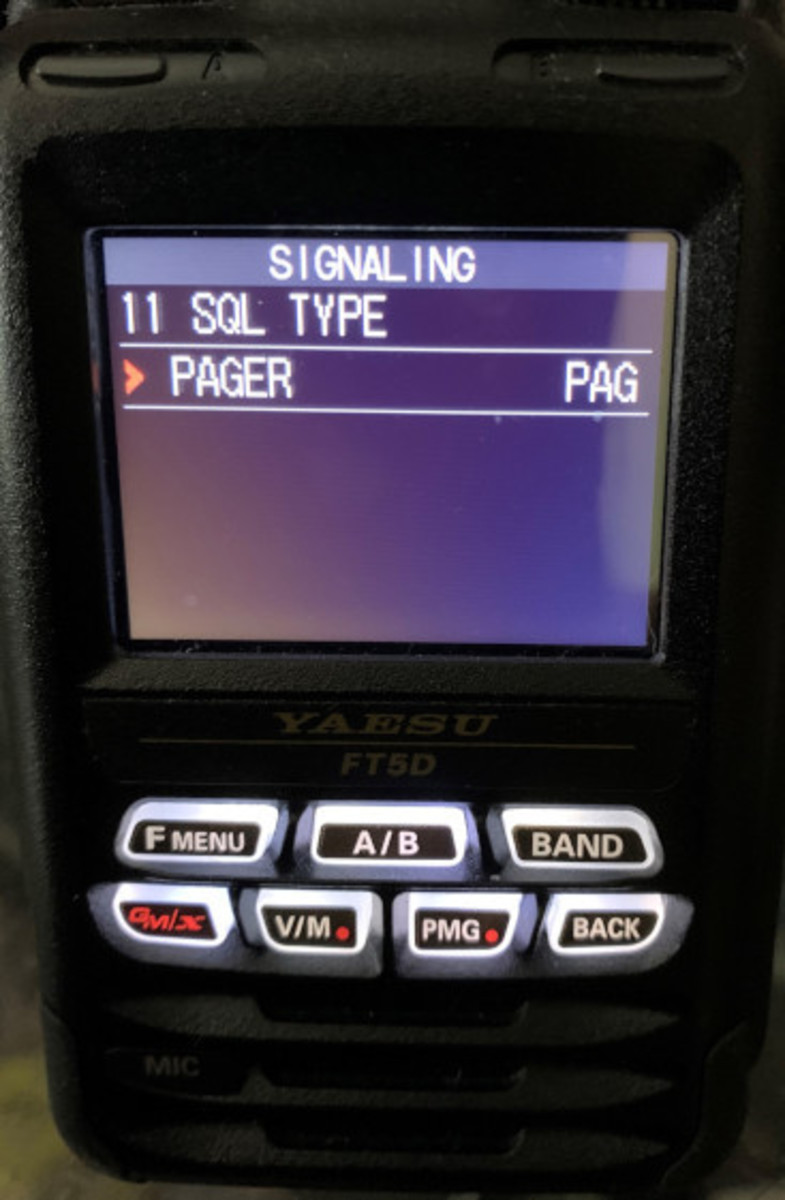 A B
SIGNALING
11 SQL TYPE
PAGER PAG
YAESU
FT5D
F MENU A/B BAND
GM/X V/M PMG BACK
MIC